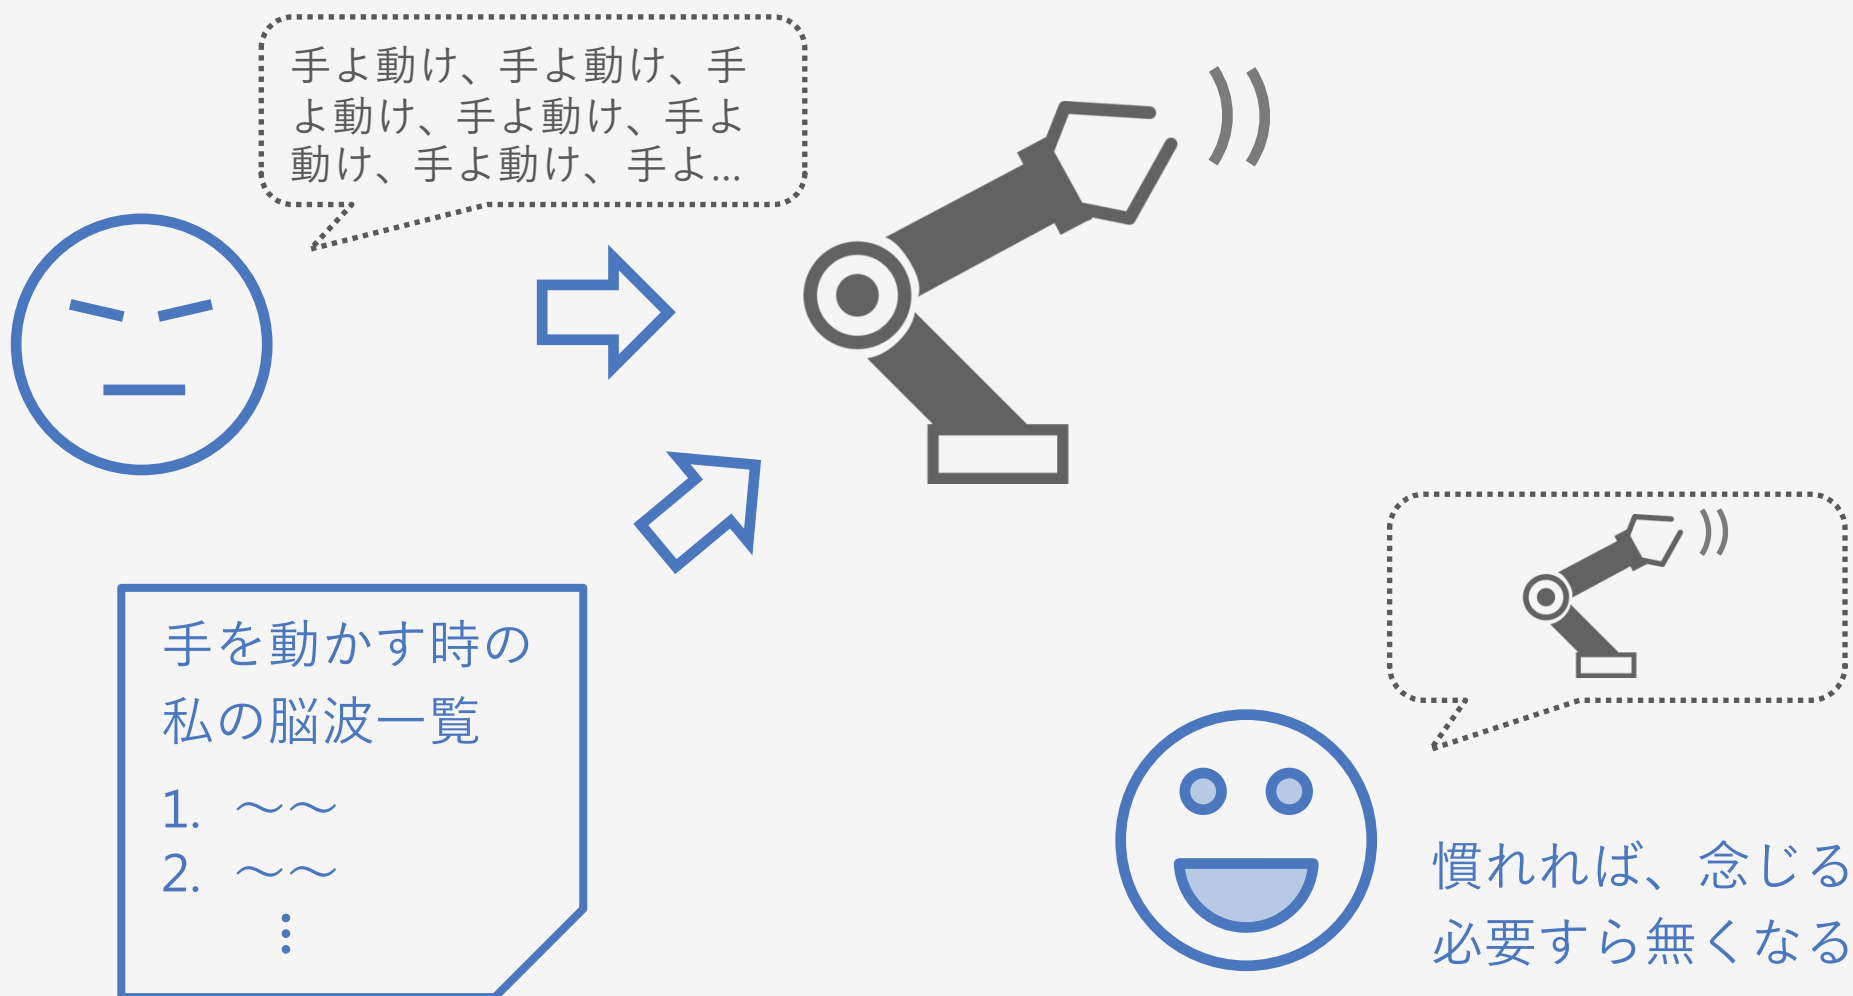 手よ動け、手よ動け、手
よ動け、手よ動け、手よ
動け、手よ動け、手よ…
手を動かす時の
私の脳波一覧
1. ～～
2. ～～
⋮
慣れれば、念じる
必要すら無くなる